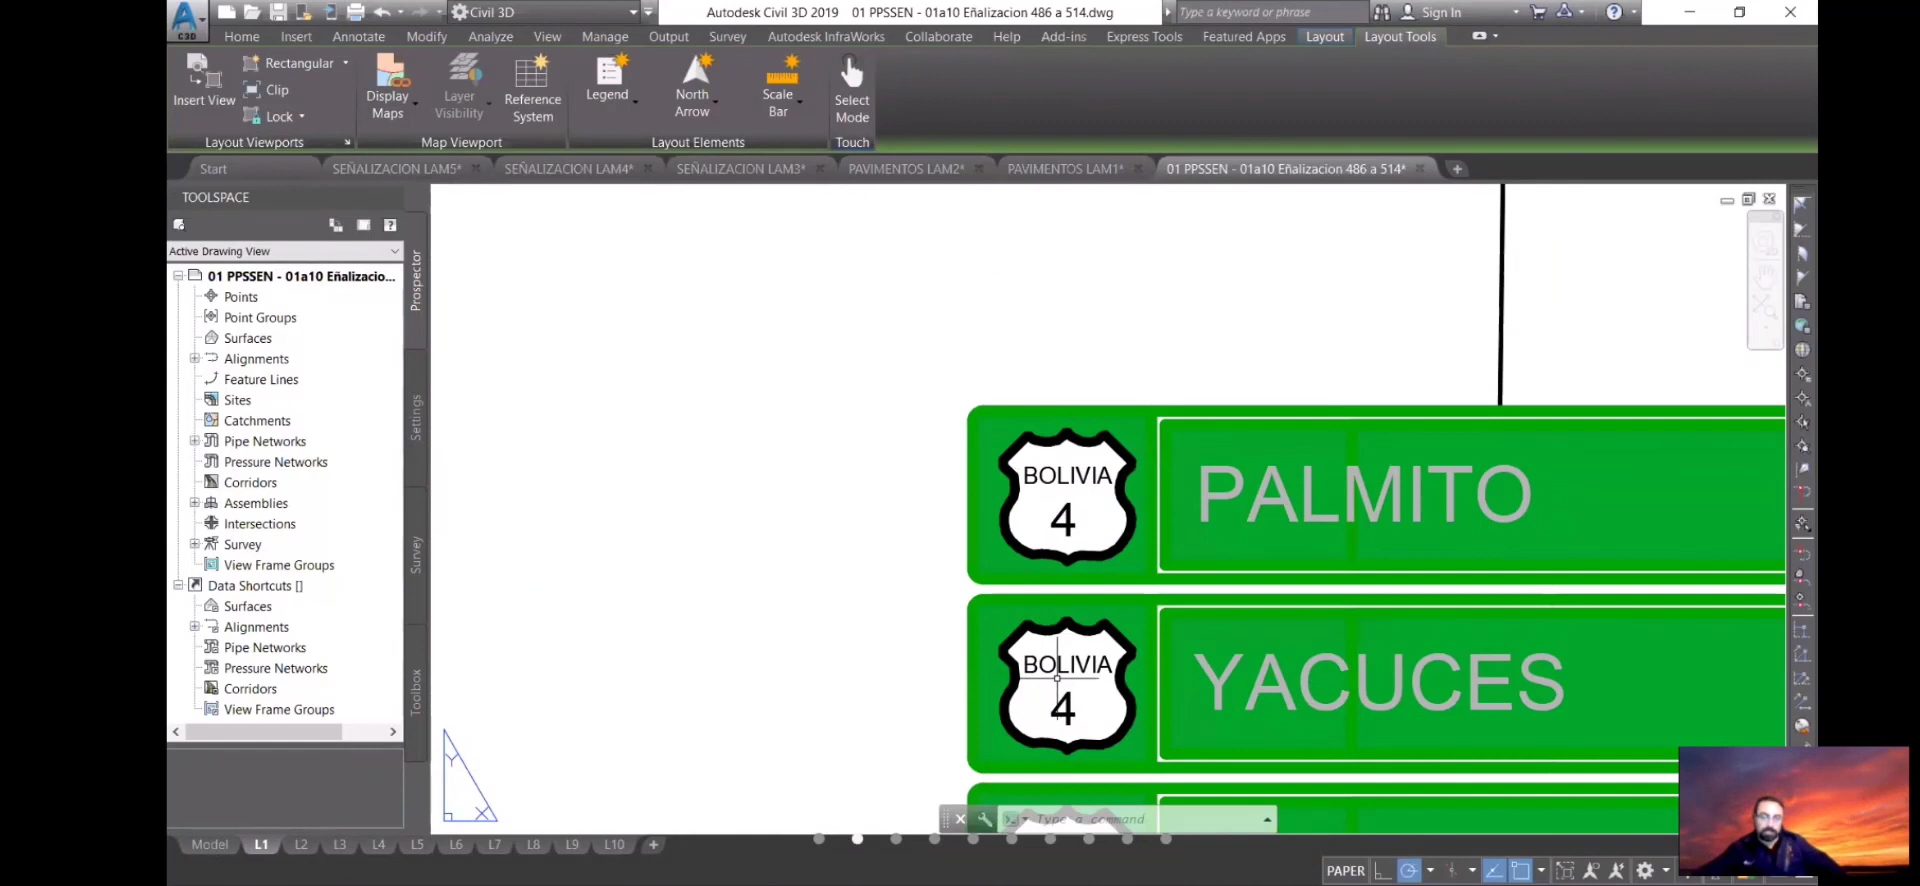 Civil 3D
Autodesk Civil 3D 2019 01 PPSSEN - 01a10 Eñalizacion 486 a 514.dwg
Type a keyword or phrase
Sign In
C3D
Home Insert Annotate Modify Analyze View Manage Output Survey Autodesk InfraWorks Collaborate Help Add-ins Express Tools Featured Apps Layout Layout Tools
Insert View
Rectangular
Clip
Lock
Display
Maps
Layer
Visibility
Reference
System
Legend
North
Arrow
Scale
Bar
Select
Mode
Layout Viewports
Map Viewport
Layout Elements
Touch
Start SEÑALIZACION LAM5* SEÑALIZACION LAM4* SEÑALIZACION LAM3* PAVIMENTOS LAM2* PAVIMENTOS LAM1* 01 PPSSEN - 01a10 Eñalizacion 486 a 514*
TOOLSPACE
Active Drawing View
01 PPSSEN - 01a10 Eñalizacio...
Points
Point Groups
Surfaces
Alignments
Feature Lines
Sites
Catchments
Pipe Networks
Pressure Networks
Corridors
Assemblies
Intersections
Survey
View Frame Groups
Data Shortcuts []
Surfaces
Alignments
Pipe Networks
Pressure Networks
Corridors
View Frame Groups
Prospector
Settings
Survey
Toolbox
BOLIVIA
4
PALMITO
BOLIVIA
4
YACUCES
Y
X
Type a command
Model L1 L2 L3 L4 L5 L6 L7 L8 L9 L10
PAPER